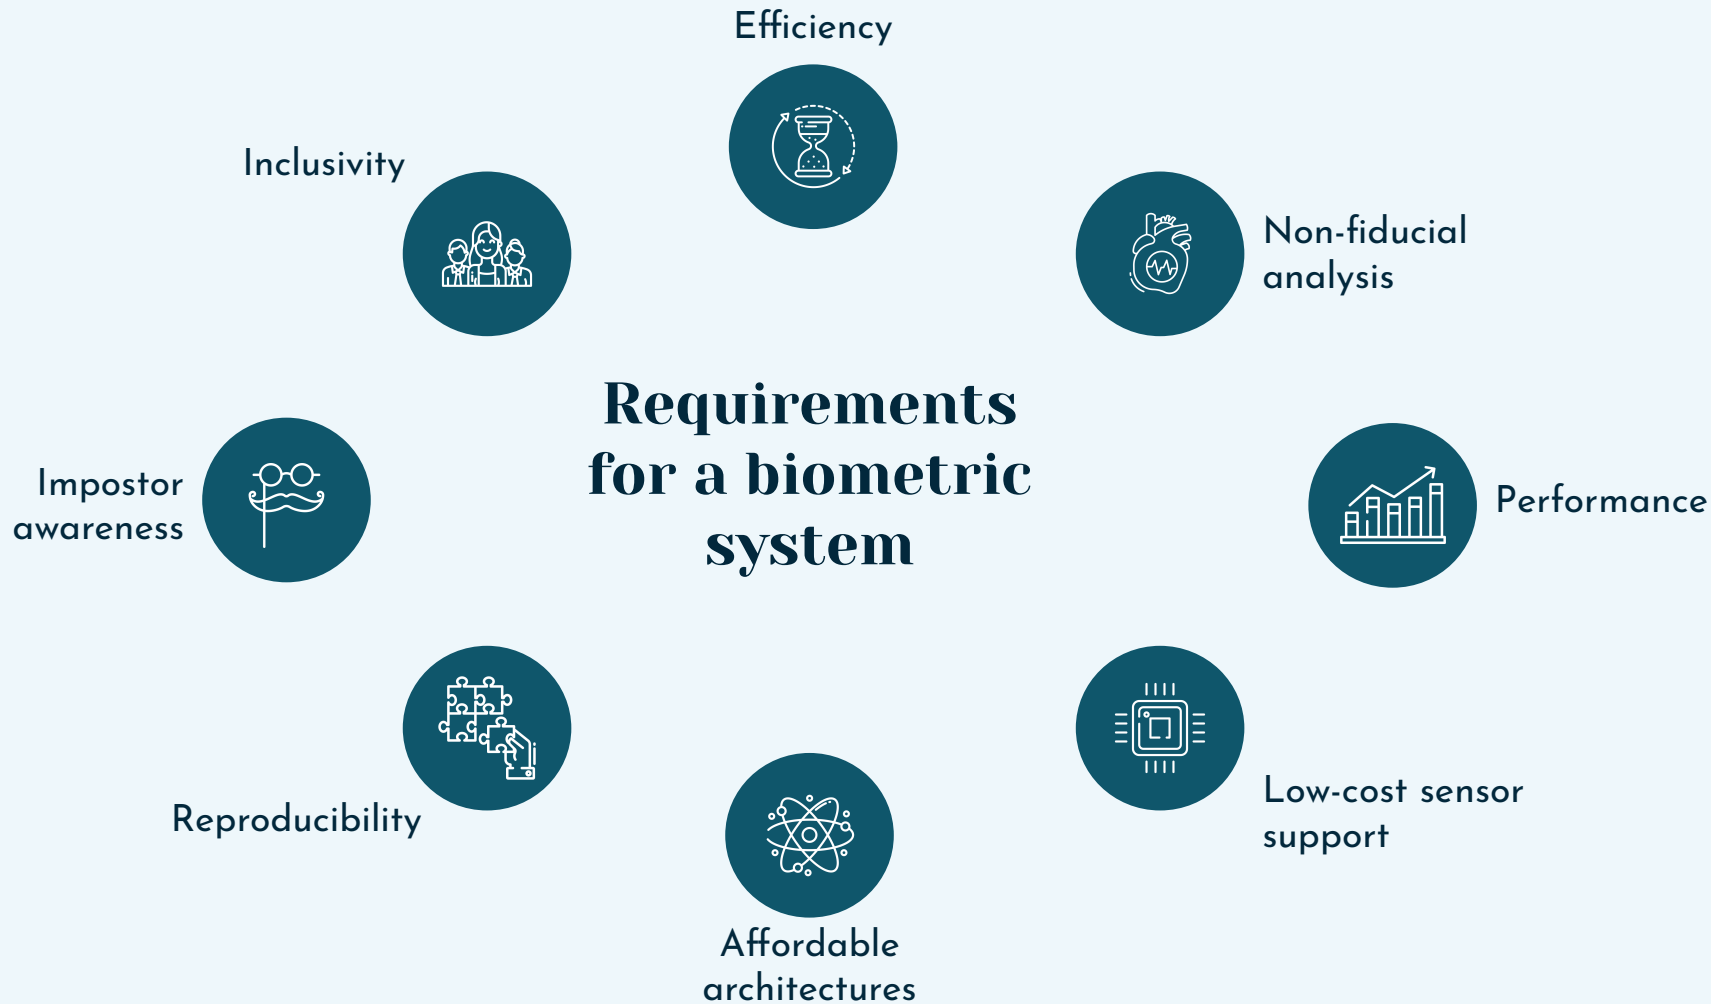 Efficiency
Inclusivity
Non-fiducial
analysis
Requirements
for a biometric
system
Impostor
awareness
Performance
Reproducibility
Low-cost sensor
support
Affordable
architectures